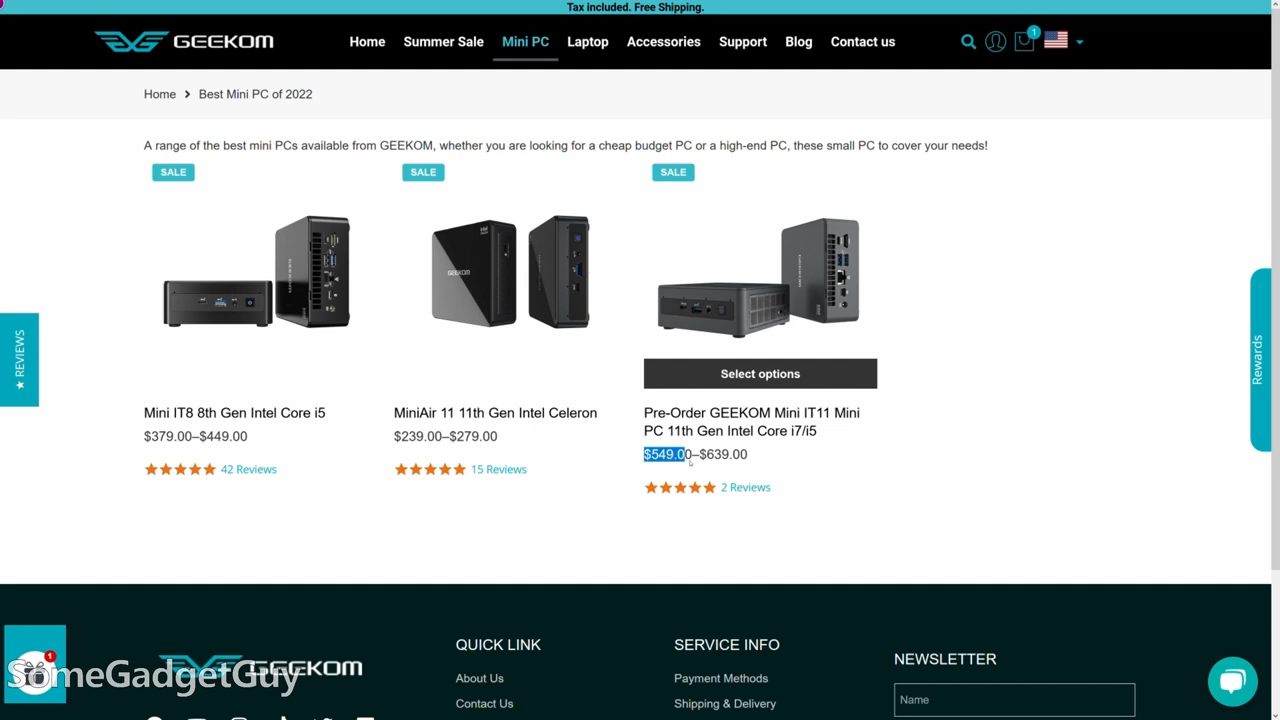 Tax included. Free Shipping.
GEEKOM
Home Summer Sale Mini PC Laptop Accessories Support Blog Contact us
1
Home > Best Mini PC of 2022
A range of the best mini PCs available from GEEKOM, whether you are looking for a cheap budget PC or a high-end PC, these small PC to cover your needs!
SALE SALE SALE
GEEKOM
Select options
★ REVIEWS
Rewards
Mini IT8 8th Gen Intel Core i5
$379.00–$449.00
42 Reviews
MiniAir 11 11th Gen Intel Celeron
$239.00–$279.00
15 Reviews
Pre-Order GEEKOM Mini IT11 Mini
PC 11th Gen Intel Core i7/i5
$549.00–$639.00
2 Reviews
1
SomeGadgetGuy
GEEKOM
QUICK LINK
About Us
Contact Us
SERVICE INFO
Payment Methods
Shipping & Delivery
NEWSLETTER
Name